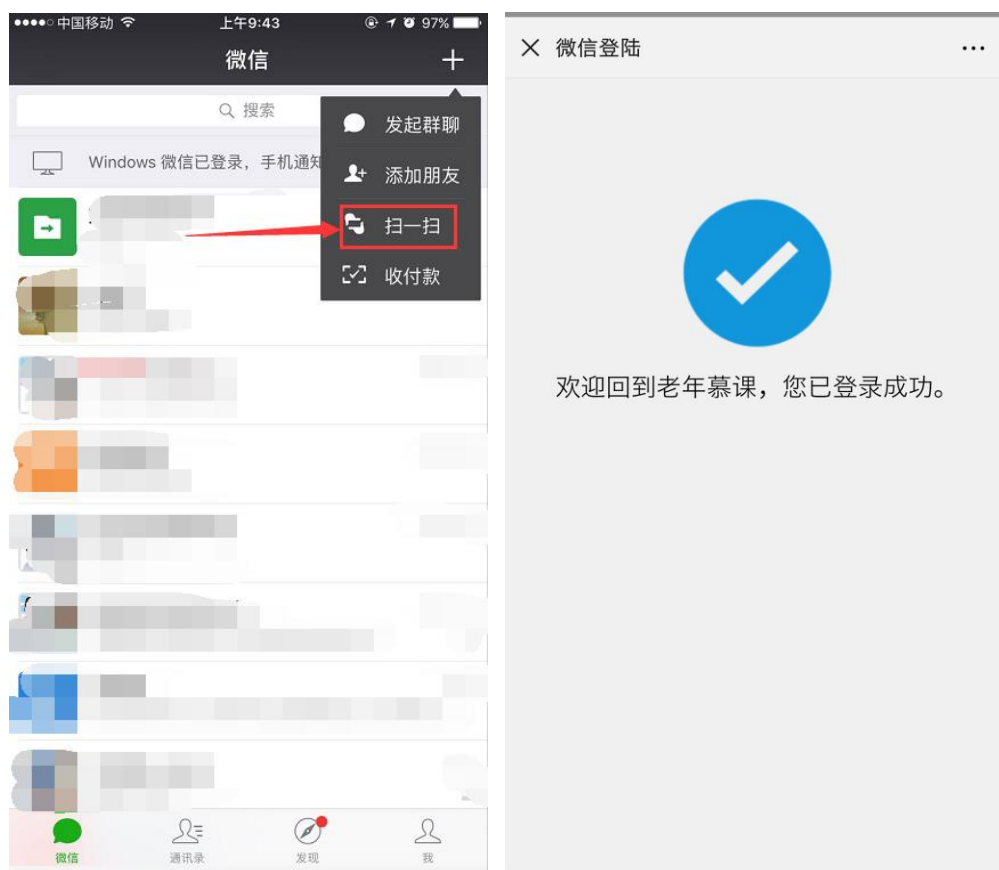 中国移动 上午9:43 97%
微信
搜索
发起群聊
Windows 微信已登录，手机通知
添加朋友
扫一扫
收付款
微信 通讯录 发现 我
微信登陆
欢迎回到老年慕课，您已登录成功。